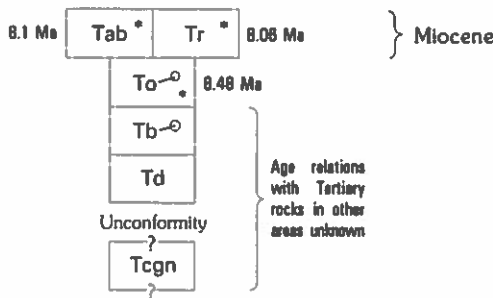 8.1 Ma Tab * Tr * 8.06 Ma Miocene
To * 8.48 Ma
Tb
Td
Age relations
with Tertiary
rocks in other
areas unknown
Unconformity
?
Tcgn
?